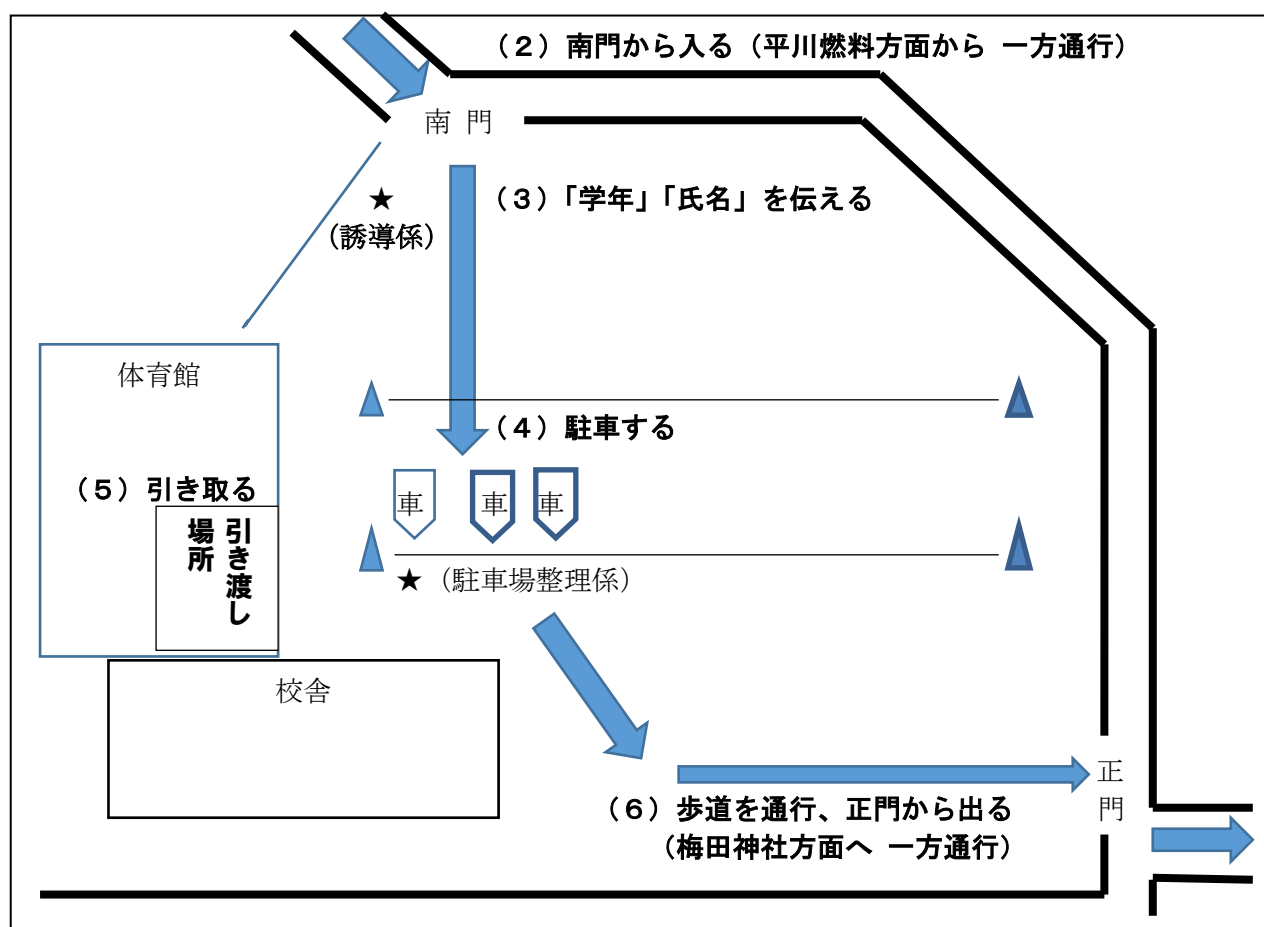 （２）南門から入る（平川燃料方面から 一方通行）
南 門
（３）「学年」「氏名」を伝える
★
（誘導係）
体育館
（４）駐車する
（５）引き取る
車 車 車
引き渡し
場所
★（駐車場整理係）
校舎
正
門
（６）歩道を通行、正門から出る
（梅田神社方面へ 一方通行）